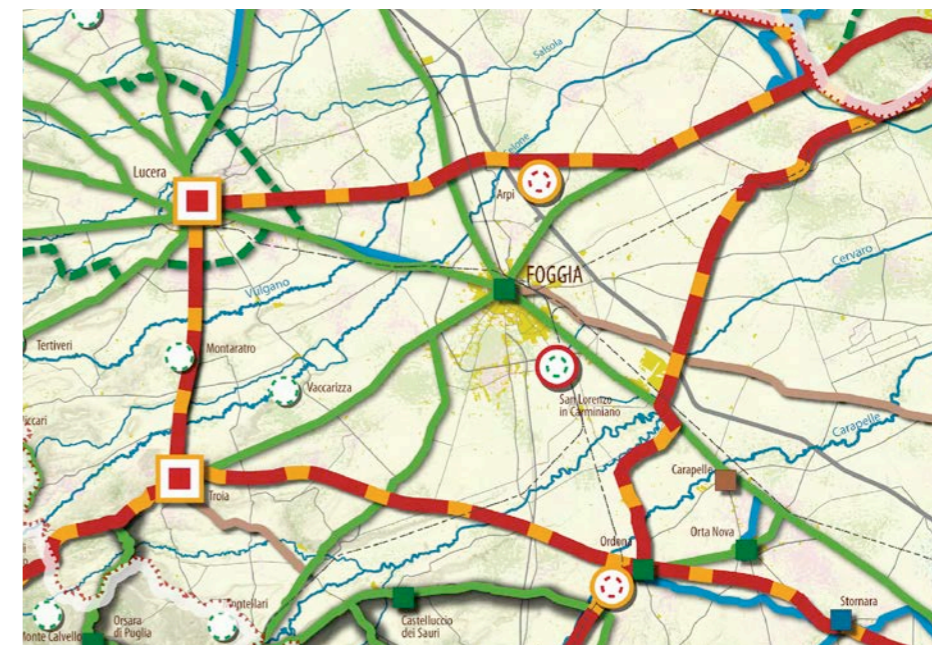 Salsola
Lucera
Arpi
FOGGIA
Cervaro
Vulgano
Tertiveri
Montaratro
Vaccarizza
San Lorenzo
in Carminiano
Carapelle
Carapelle
Troia
Orta Nova
Ordona
Stornara
Orsara
di Puglia
Monte Calvello
Castelluccio
dei Sauri